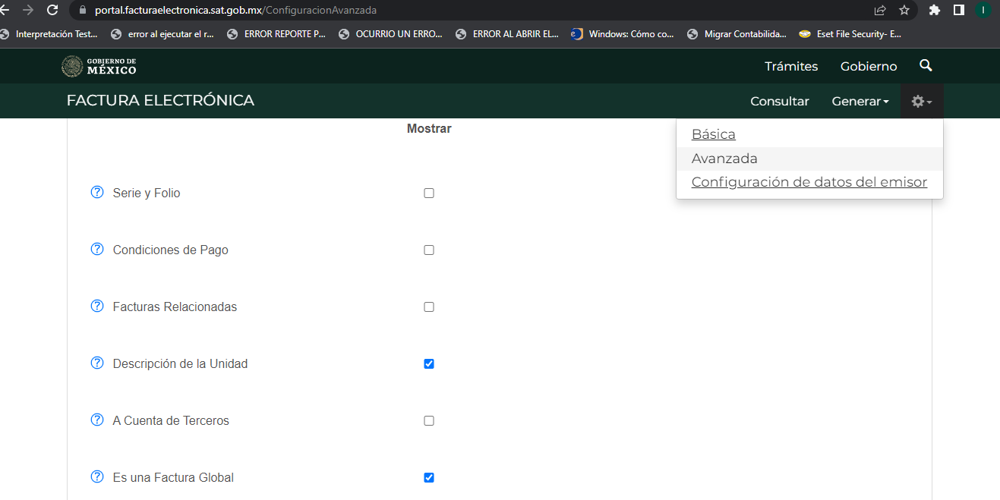 portal.facturaelectronica.sat.gob.mx/ConfiguracionAvanzada
I
Interpretación Test...
error al ejecutar el r...
ERROR REPORTE P...
OCURRIO UN ERRO...
ERROR AL ABRIR EL...
Windows: Cómo co...
Migrar Contabilida...
Eset File Security- E...
GOBIERNO DE
MÉXICO
Trámites
Gobierno
FACTURA ELECTRÓNICA
Consultar
Generar
Básica
Avanzada
Configuración de datos del emisor
Mostrar
? Serie y Folio
? Condiciones de Pago
? Facturas Relacionadas
? Descripción de la Unidad
? A Cuenta de Terceros
? Es una Factura Global